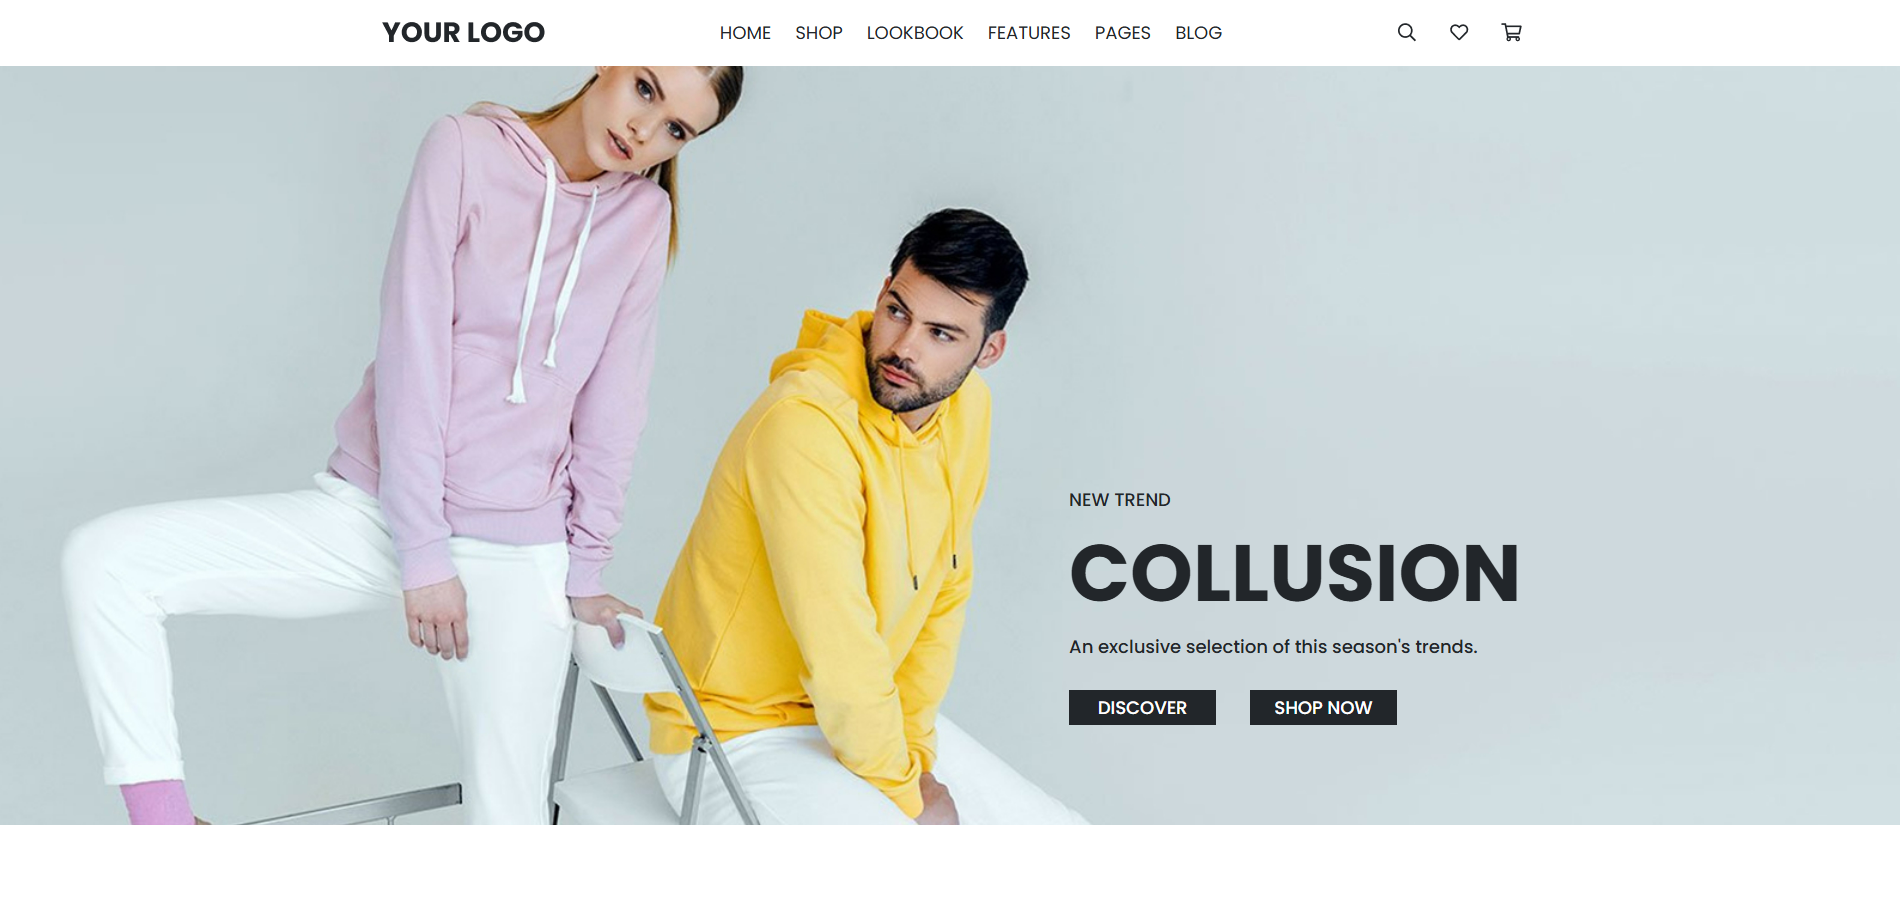 YOUR LOGO
HOME SHOP LOOKBOOK FEATURES PAGES BLOG
NEW TREND
COLLUSION
An exclusive selection of this season's trends.
DISCOVER SHOP NOW